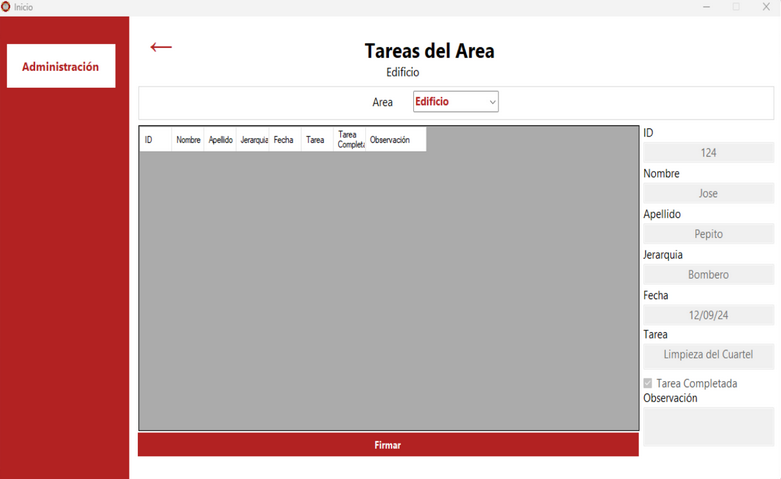 Inicio
Administración
Tareas del Area
Edificio
Area Edificio
ID Nombre Apellido Jerarquia Fecha Tarea Tarea Complet Observación
ID
124
Nombre
Jose
Apellido
Pepito
Jerarquia
Bombero
Fecha
12/09/24
Tarea
Limpieza del Cuartel
Tarea Completada
Observación
Firmar